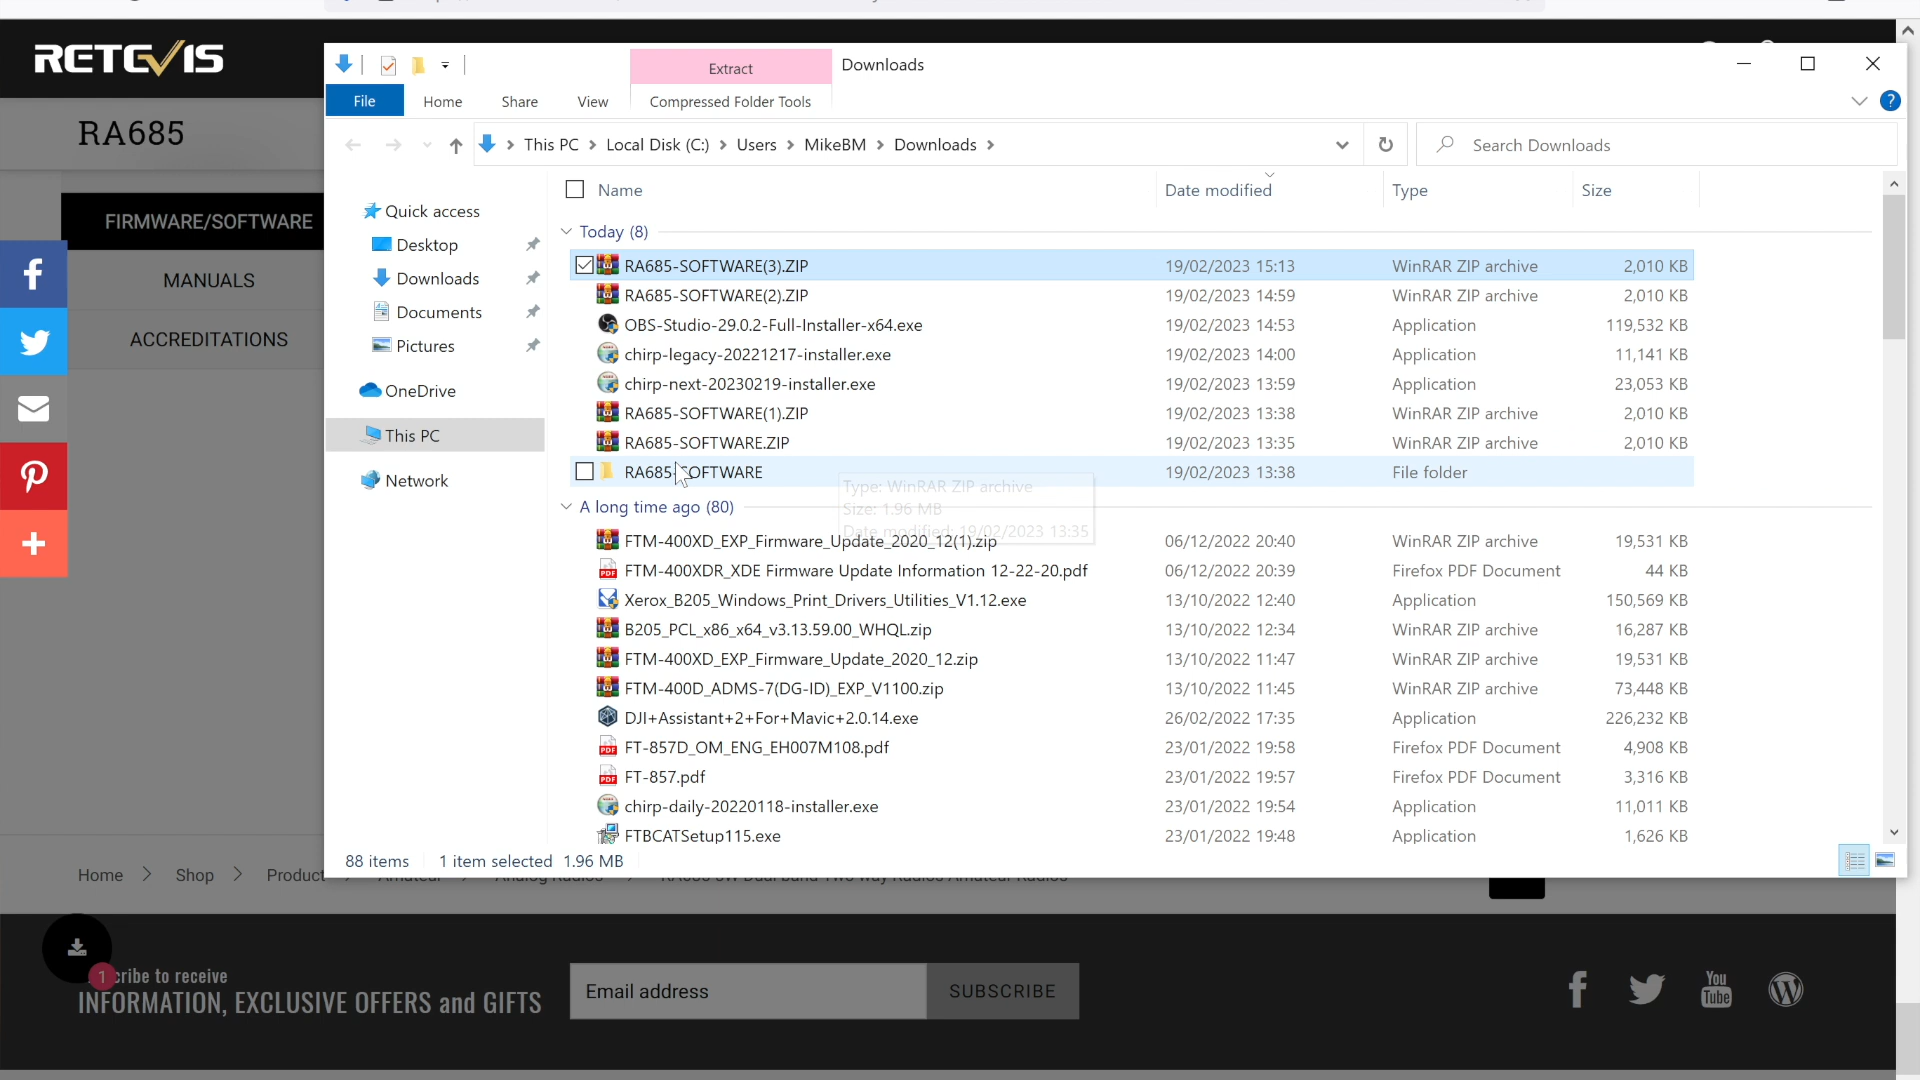 RETEVIS
RA685
FIRMWARE/SOFTWARE
MANUALS
ACCREDITATIONS
Extract
Downloads
File
Home
Share
View
Compressed Folder Tools
This PC
Local Disk (C:)
Users
MikeBM
Downloads
Search Downloads
Quick access
Desktop
Downloads
Documents
Pictures
OneDrive
This PC
Network
Name Date modified Type Size
Today (8)
RA685-SOFTWARE(3).ZIP 19/02/2023 15:13 WinRAR ZIP archive 2,010 KB
RA685-SOFTWARE(2).ZIP 19/02/2023 14:59 WinRAR ZIP archive 2,010 KB
OBS-Studio-29.0.2-Full-Installer-x64.exe 19/02/2023 14:53 Application 119,532 KB
chirp-legacy-20221217-installer.exe 19/02/2023 14:00 Application 11,141 KB
chirp-next-20230219-installer.exe 19/02/2023 13:59 Application 23,053 KB
RA685-SOFTWARE(1).ZIP 19/02/2023 13:38 WinRAR ZIP archive 2,010 KB
RA685-SOFTWARE.ZIP 19/02/2023 13:35 WinRAR ZIP archive 2,010 KB
RA685-SOFTWARE 19/02/2023 13:38 File folder
Type: WinRAR ZIP archive
Size: 1.96 MB
Date modified: 19/02/2023 13:35
A long time ago (80)
FTM-400XD_EXP_Firmware_Update_2020_12(1).zip 06/12/2022 20:40 WinRAR ZIP archive 19,531 KB
FTM-400XDR_XDE Firmware Update Information 12-22-20.pdf 06/12/2022 20:39 Firefox PDF Document 44 KB
Xerox_B205_Windows_Print_Drivers_Utilities_V1.12.exe 13/10/2022 12:40 Application 150,569 KB
B205_PCL_x86_x64_v3.13.59.00_WHQL.zip 13/10/2022 12:34 WinRAR ZIP archive 16,287 KB
FTM-400XD_EXP_Firmware_Update_2020_12.zip 13/10/2022 11:47 WinRAR ZIP archive 19,531 KB
FTM-400D_ADMS-7(DG-ID)_EXP_V1100.zip 13/10/2022 11:45 WinRAR ZIP archive 73,448 KB
DJI+Assistant+2+For+Mavic+2.0.14.exe 26/02/2022 17:35 Application 226,232 KB
FT-857D_OM_ENG_EH007M108.pdf 23/01/2022 19:58 Firefox PDF Document 4,908 KB
FT-857.pdf 23/01/2022 19:57 Firefox PDF Document 3,316 KB
chirp-daily-20220118-installer.exe 23/01/2022 19:54 Application 11,011 KB
FTBCATSetup115.exe 23/01/2022 19:48 Application 1,626 KB
88 items 1 item selected 1.96 MB
Home Shop Product
1 cribe to receive
INFORMATION, EXCLUSIVE OFFERS and GIFTS
Email address
SUBSCRIBE
You
Tube